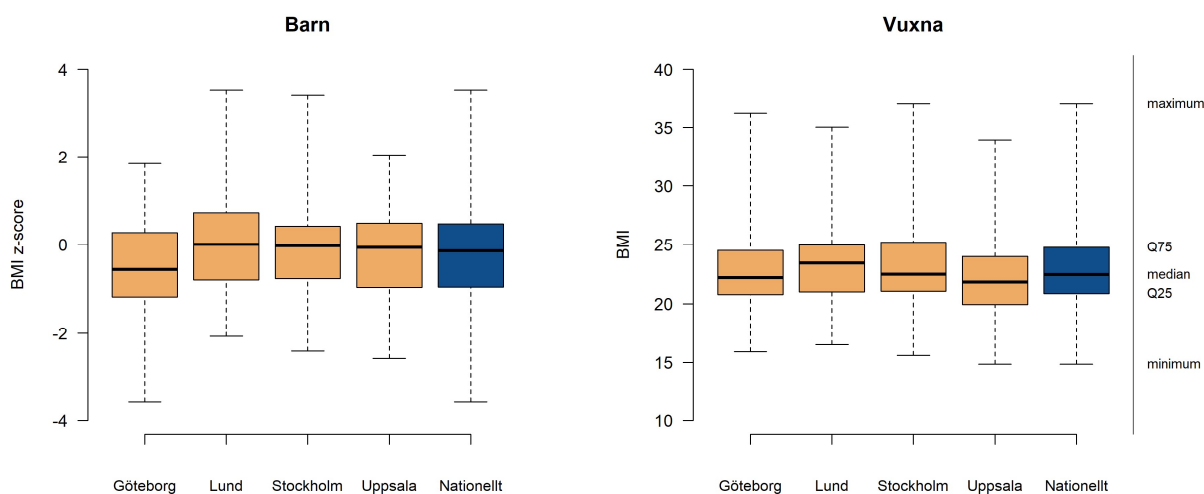 Barn
BMI z-score
4
2
0
-2
-4
Göteborg Lund Stockholm Uppsala Nationellt
Vuxna
BMI
40
35
30
25
20
15
10
Göteborg Lund Stockholm Uppsala Nationellt
maximum
Q75
median
Q25
minimum